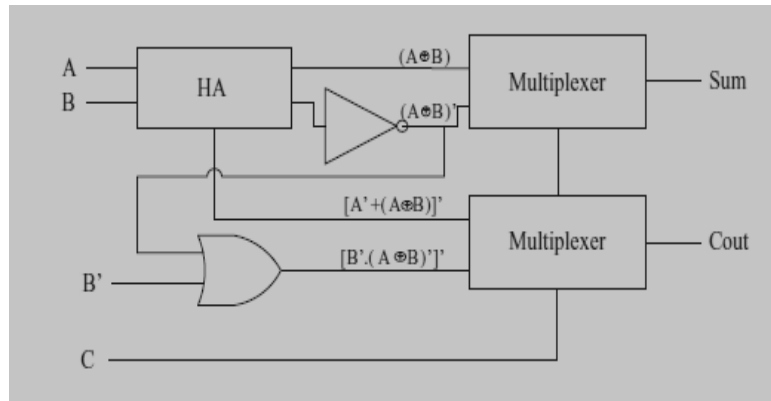 (A⊕B)
A
HA
Multiplexer
Sum
B
(A⊕B)'
[A'+(A⊕B)]'
Multiplexer
Cout
[B'.(A⊕B)']'
B'
C